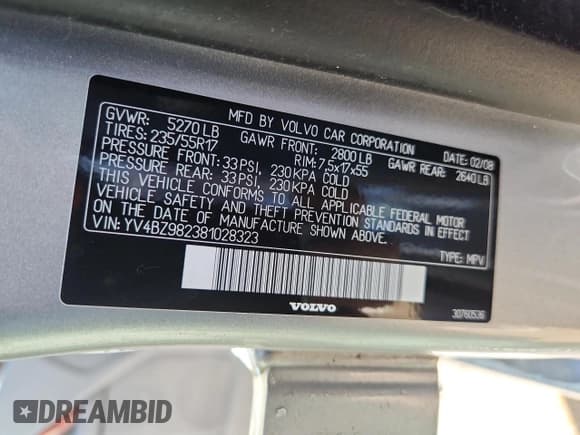 MFD BY VOLVO CAR CORPORATION DATE: 02/08
GVWR: 5270 LB GAWR FRONT: 2800 LB GAWR REAR: 2640 LB
TIRES: 235/55R17 RIM: 7,5x17x55
PRESSURE FRONT: 33 PSI, 230 KPA COLD
PRESSURE REAR: 33 PSI, 230 KPA COLD
THIS VEHICLE CONFORMS TO ALL APPLICABLE FEDERAL MOTOR
VEHICLE SAFETY AND THEFT PREVENTION STANDARDS IN EFFECT
ON THE DATE OF MANUFACTURE SHOWN ABOVE.
VIN: YV4BZ982381028323 TYPE: MPV
VOLVO 30760536
DREAMBID